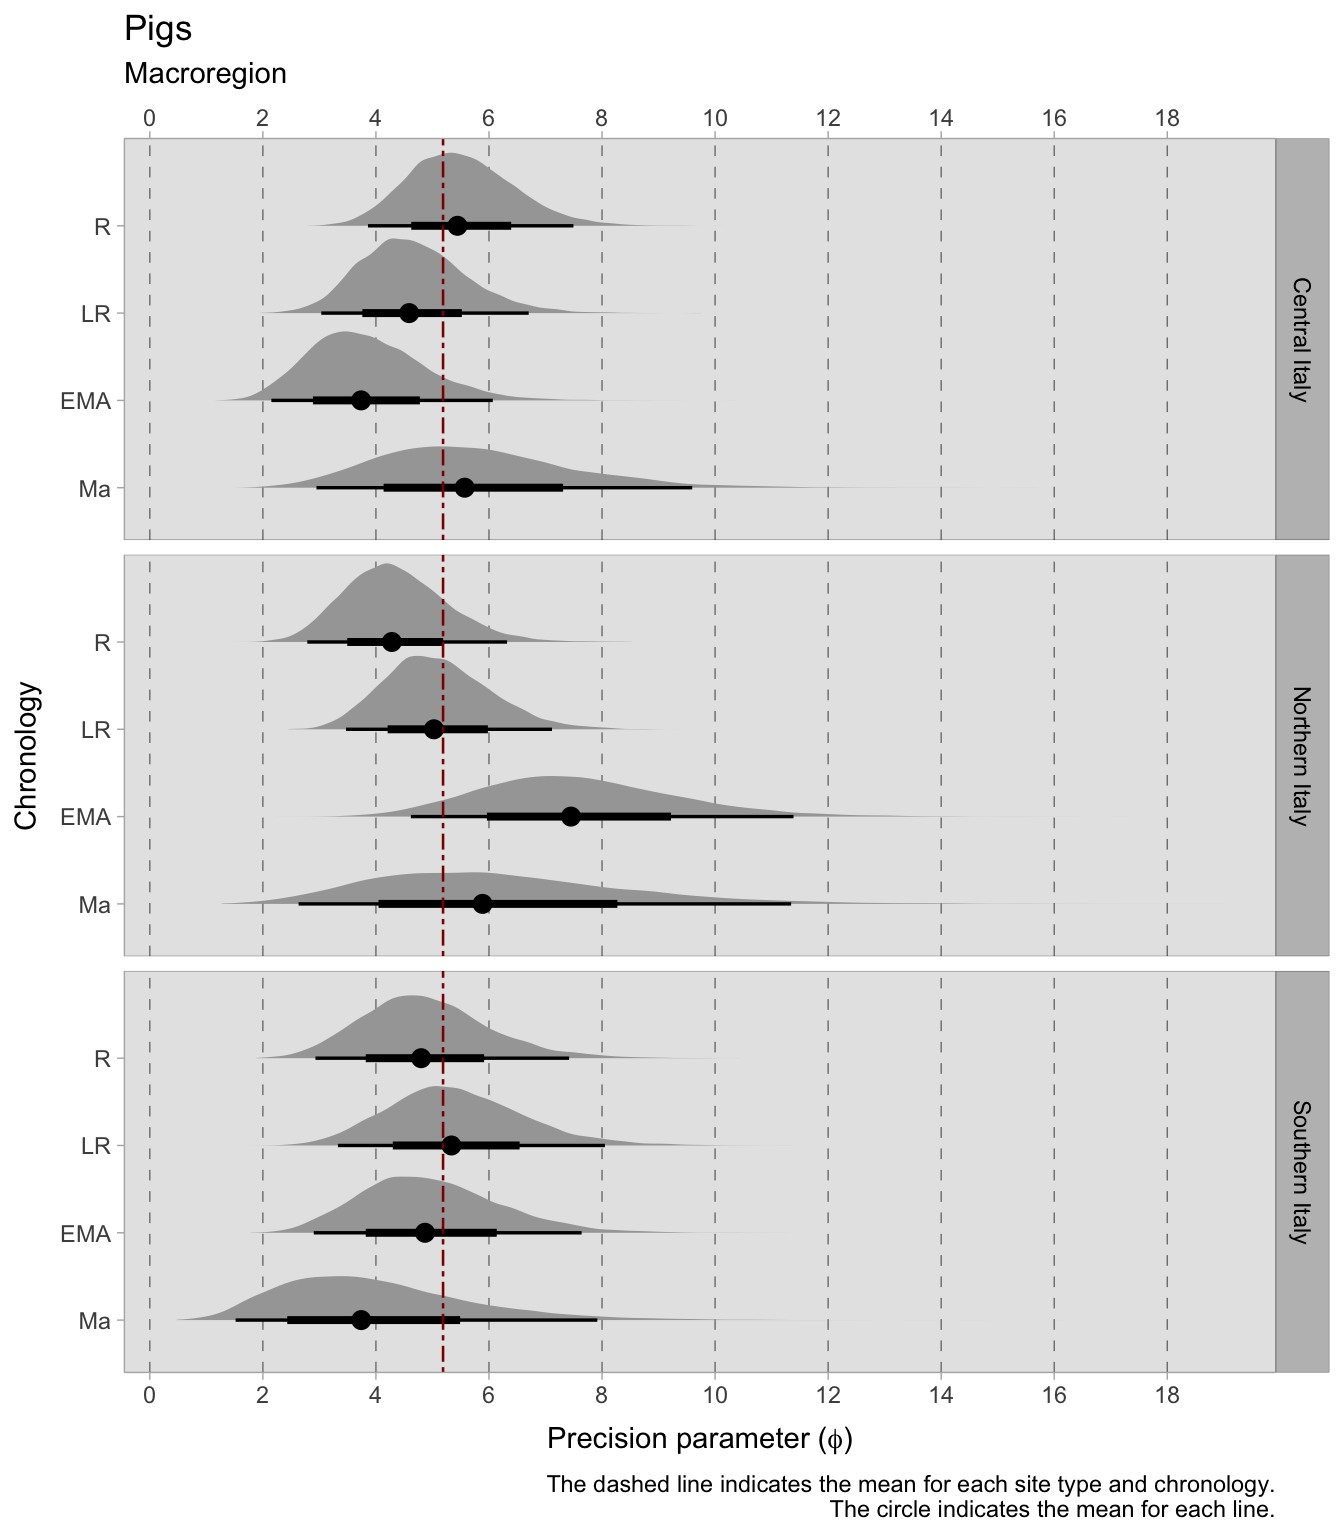 Pigs
Macroregion
0 2 4 6 8 10 12 14 16 18
R
LR
EMA
Ma
Central Italy
Chronology
R
LR
EMA
Ma
Northern Italy
R
LR
EMA
Ma
Southern Italy
0 2 4 6 8 10 12 14 16 18
Precision parameter (ϕ)
The dashed line indicates the mean for each site type and chronology.
The circle indicates the mean for each line.